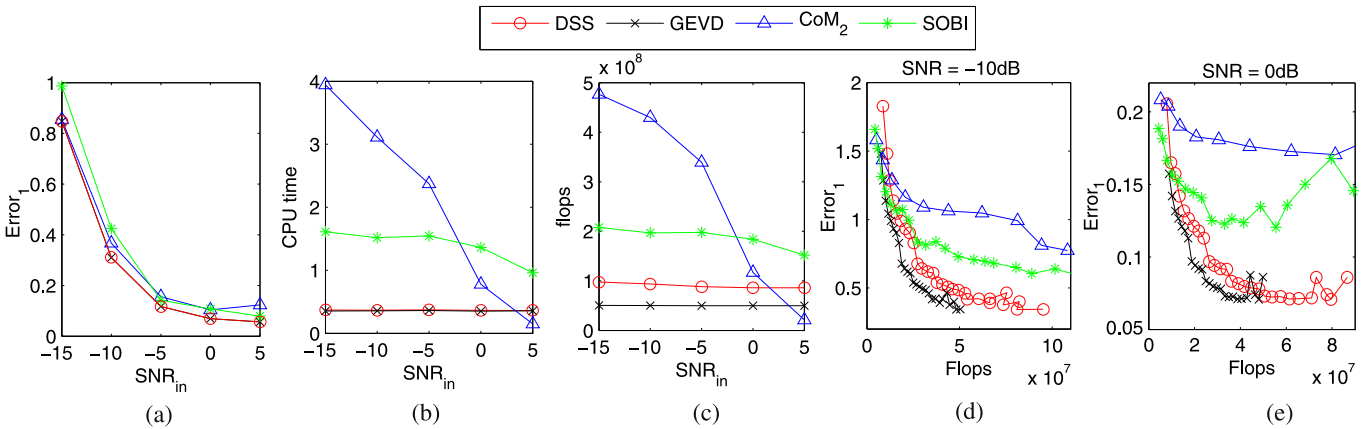 DSS GEVD CoM2 SOBI
1
0.8
0.6
0.4
0.2
0
Error1
−15 −10 −5 0 5
SNRin
(a)
4
3
2
1
0
CPU time
−15 −10 −5 0 5
SNRin
(b)
x 10^8
5
4
3
2
1
0
flops
−15 −10 −5 0 5
SNRin
(c)
SNR = −10dB
2
1.5
1
0.5
Error1
0 5 10
Flops
x 10^7
(d)
SNR = 0dB
0.2
0.15
0.1
0.05
Error1
0 2 4 6 8
Flops
x 10^7
(e)